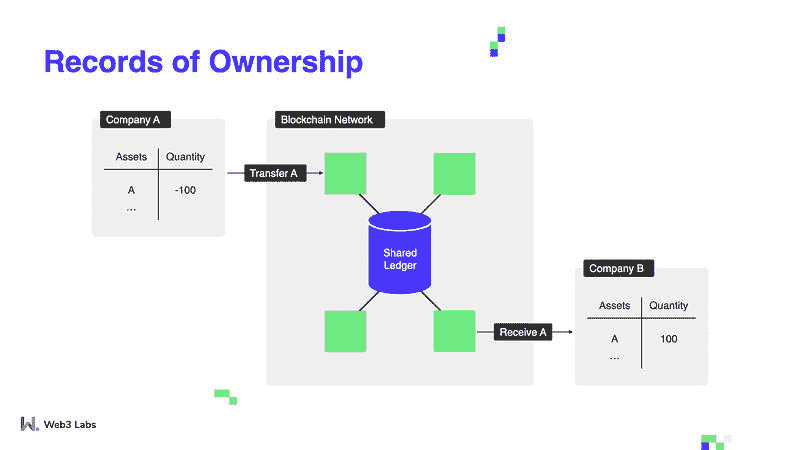 Records of Ownership
Company A
Assets Quantity
A -100
...
Transfer A
Blockchain Network
Shared
Ledger
Receive A
Company B
Assets Quantity
A 100
...
W. Web3 Labs